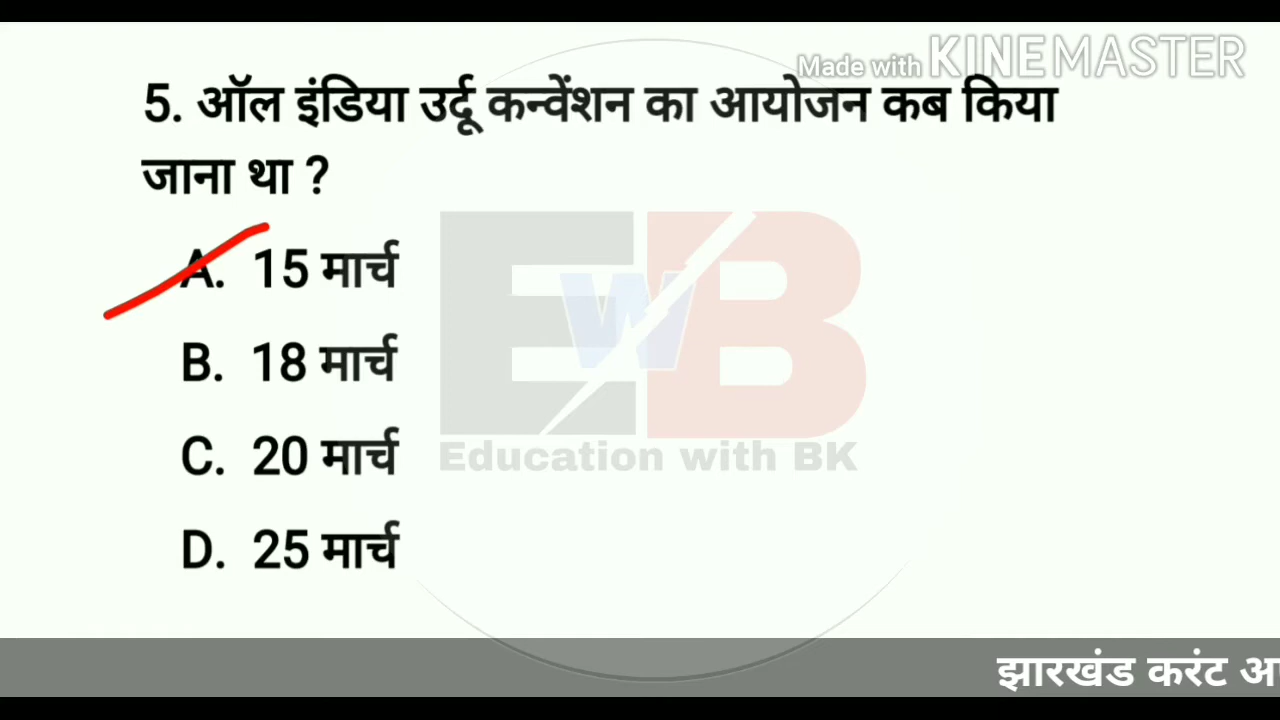 Made with KINEMASTER
5. ऑल इंडिया उर्दू कन्वेंशन का आयोजन कब किया
जाना था ?
A. 15 मार्च
B. 18 मार्च
C. 20 मार्च
D. 25 मार्च
EWB
Education with BK
झारखंड करंट अ